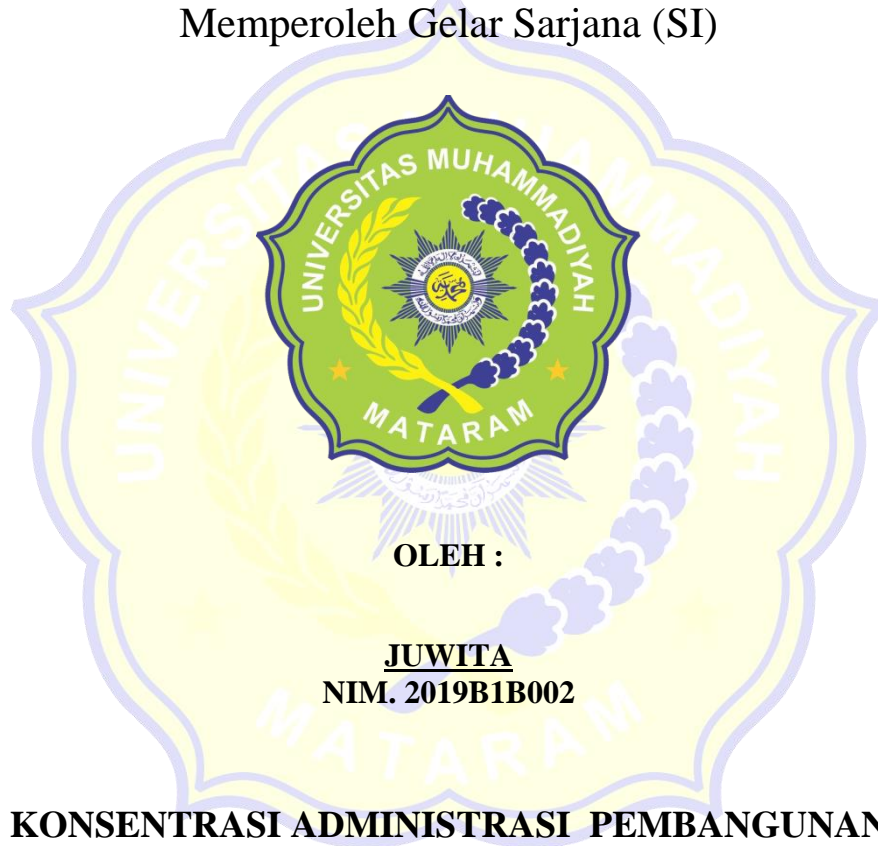 Memperoleh Gelar Sarjana (SI)
UNIVERSITAS MUHAMMADIYAH
MATARAM
OLEH :
JUWITA
NIM. 2019B1B002
KONSENTRASI ADMINISTRASI PEMBANGUNAN